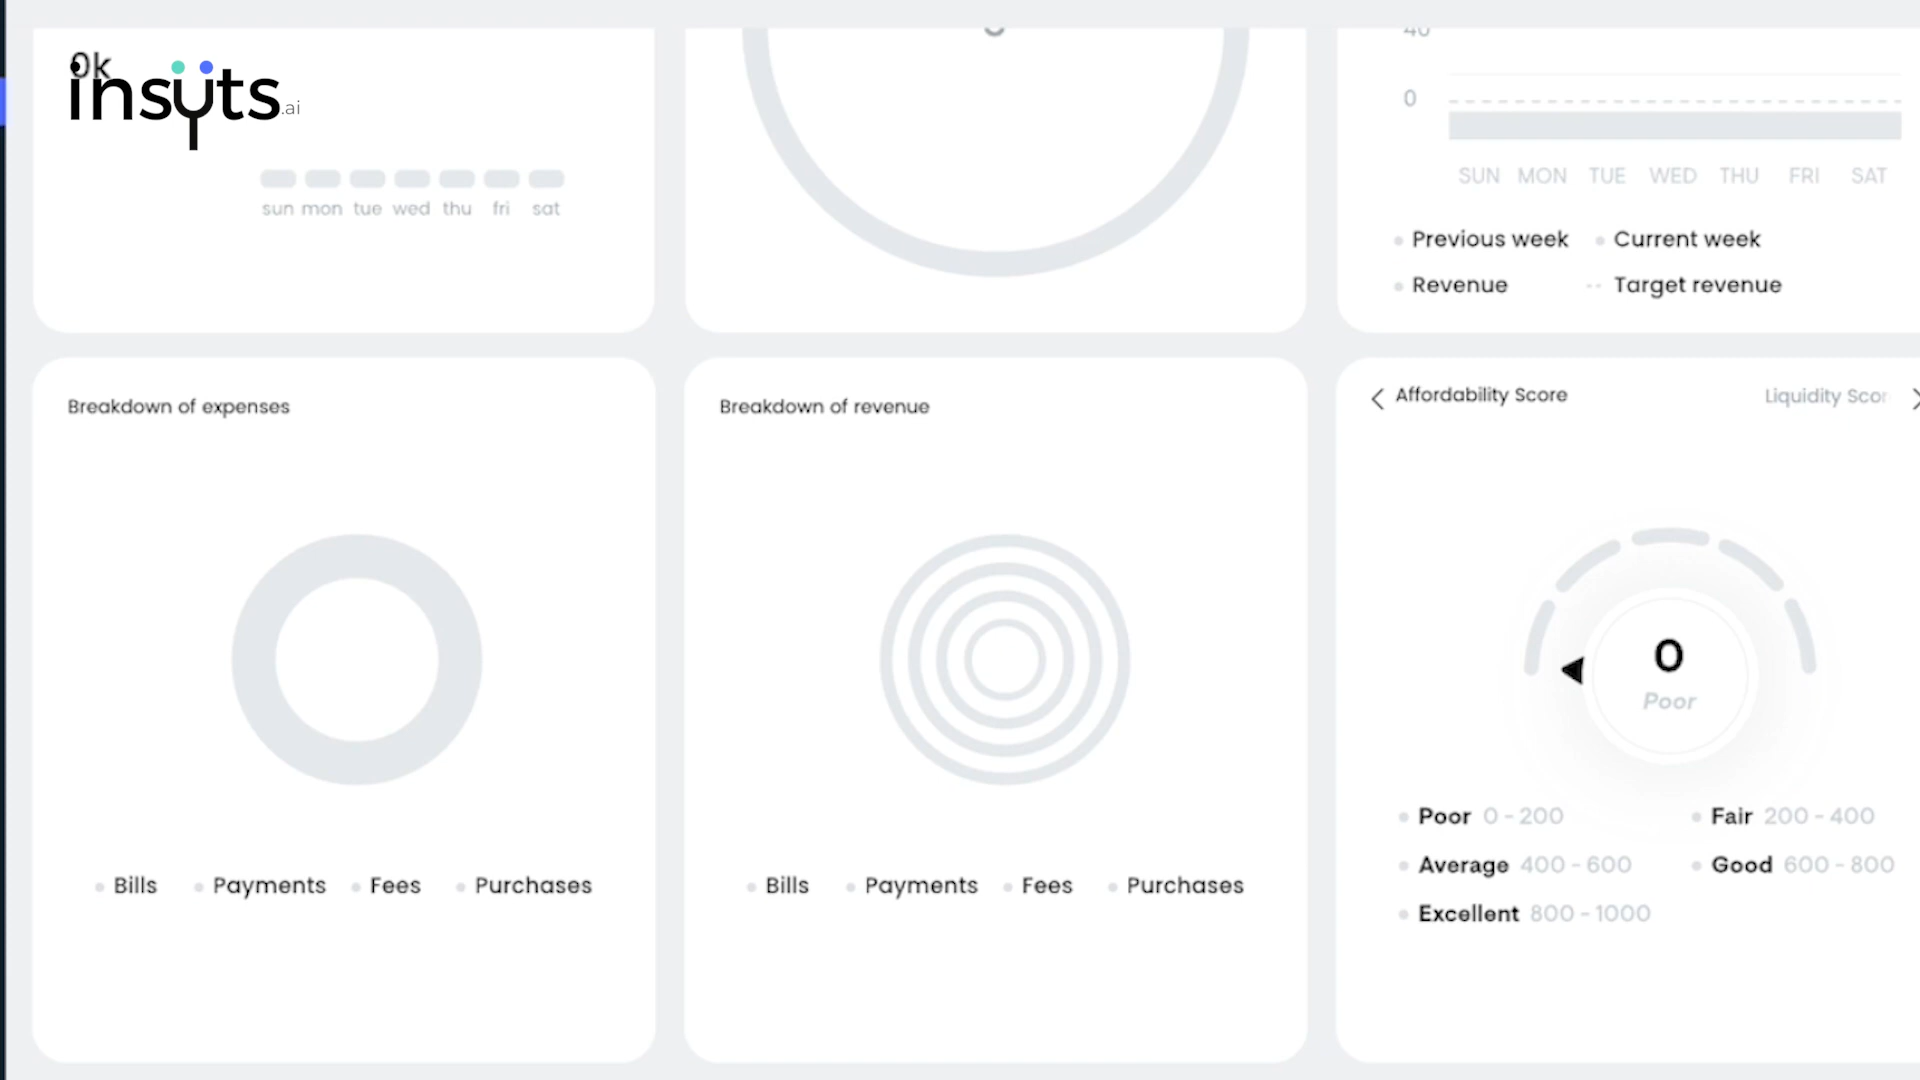 0k
insyts.ai
sun mon tue wed thu fri sat
40
0
SUN MON TUE WED THU FRI SAT
Previous week Current week
Revenue Target revenue
Breakdown of expenses
Bills Payments Fees Purchases
Breakdown of revenue
Bills Payments Fees Purchases
Affordability Score Liquidity Scor
0
Poor
Poor 0 - 200 Fair 200 - 400
Average 400 - 600 Good 600 - 800
Excellent 800 - 1000